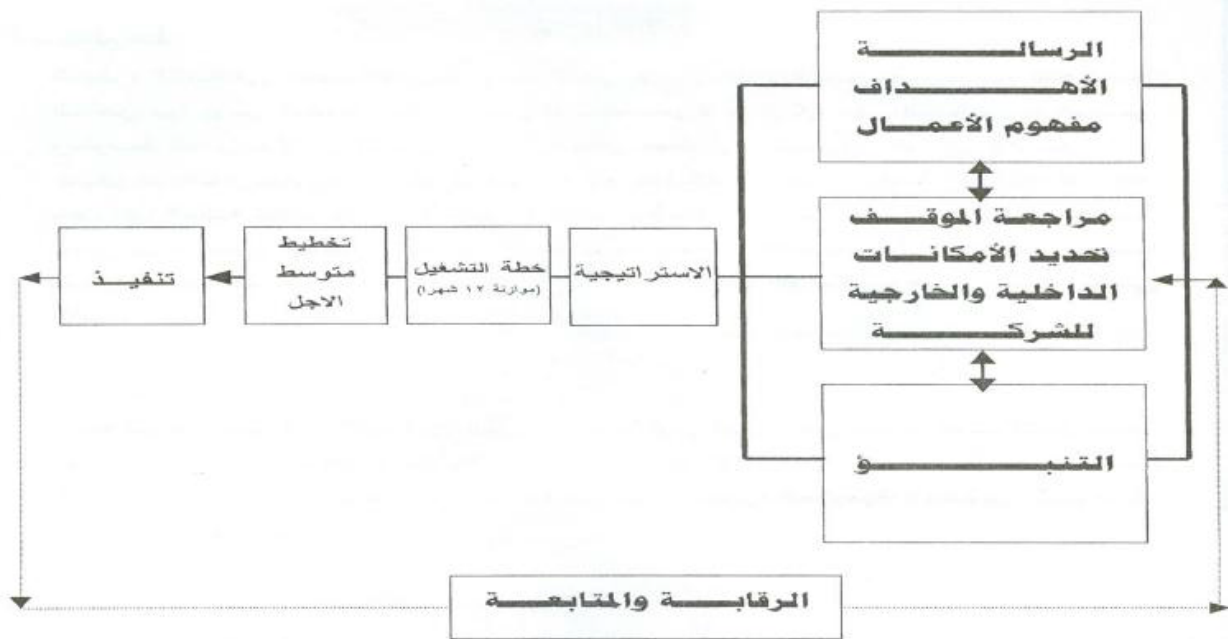 الرسالة
الأهداف
مفهوم الأعمال
مراجعة الموقف
تحديد الأمكانات
الداخلية والخارجية
للشركة
التنبؤ
الاستراتيجية
خطة التشغيل
(موازنة ١٢ شهرا)
تخطيط
متوسط
الاجل
تنفيذ
الرقابة والمتابعة